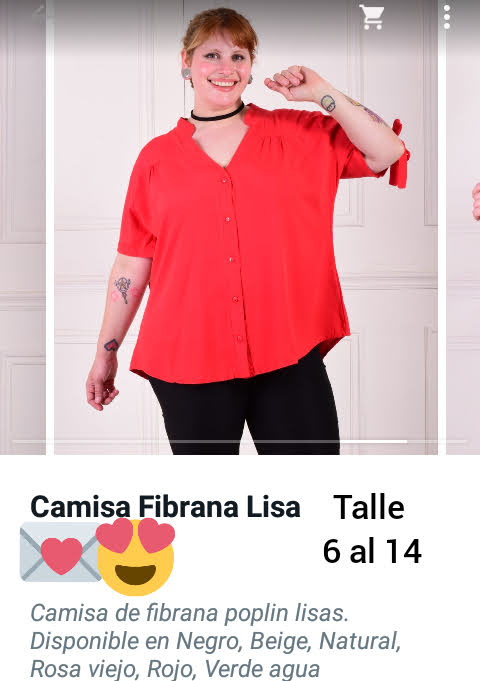 Camisa Fibrana Lisa
Talle
6 al 14
Camisa de fibrana poplin lisas.
Disponible en Negro, Beige, Natural,
Rosa viejo, Rojo, Verde agua